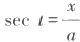 sec t = x/a